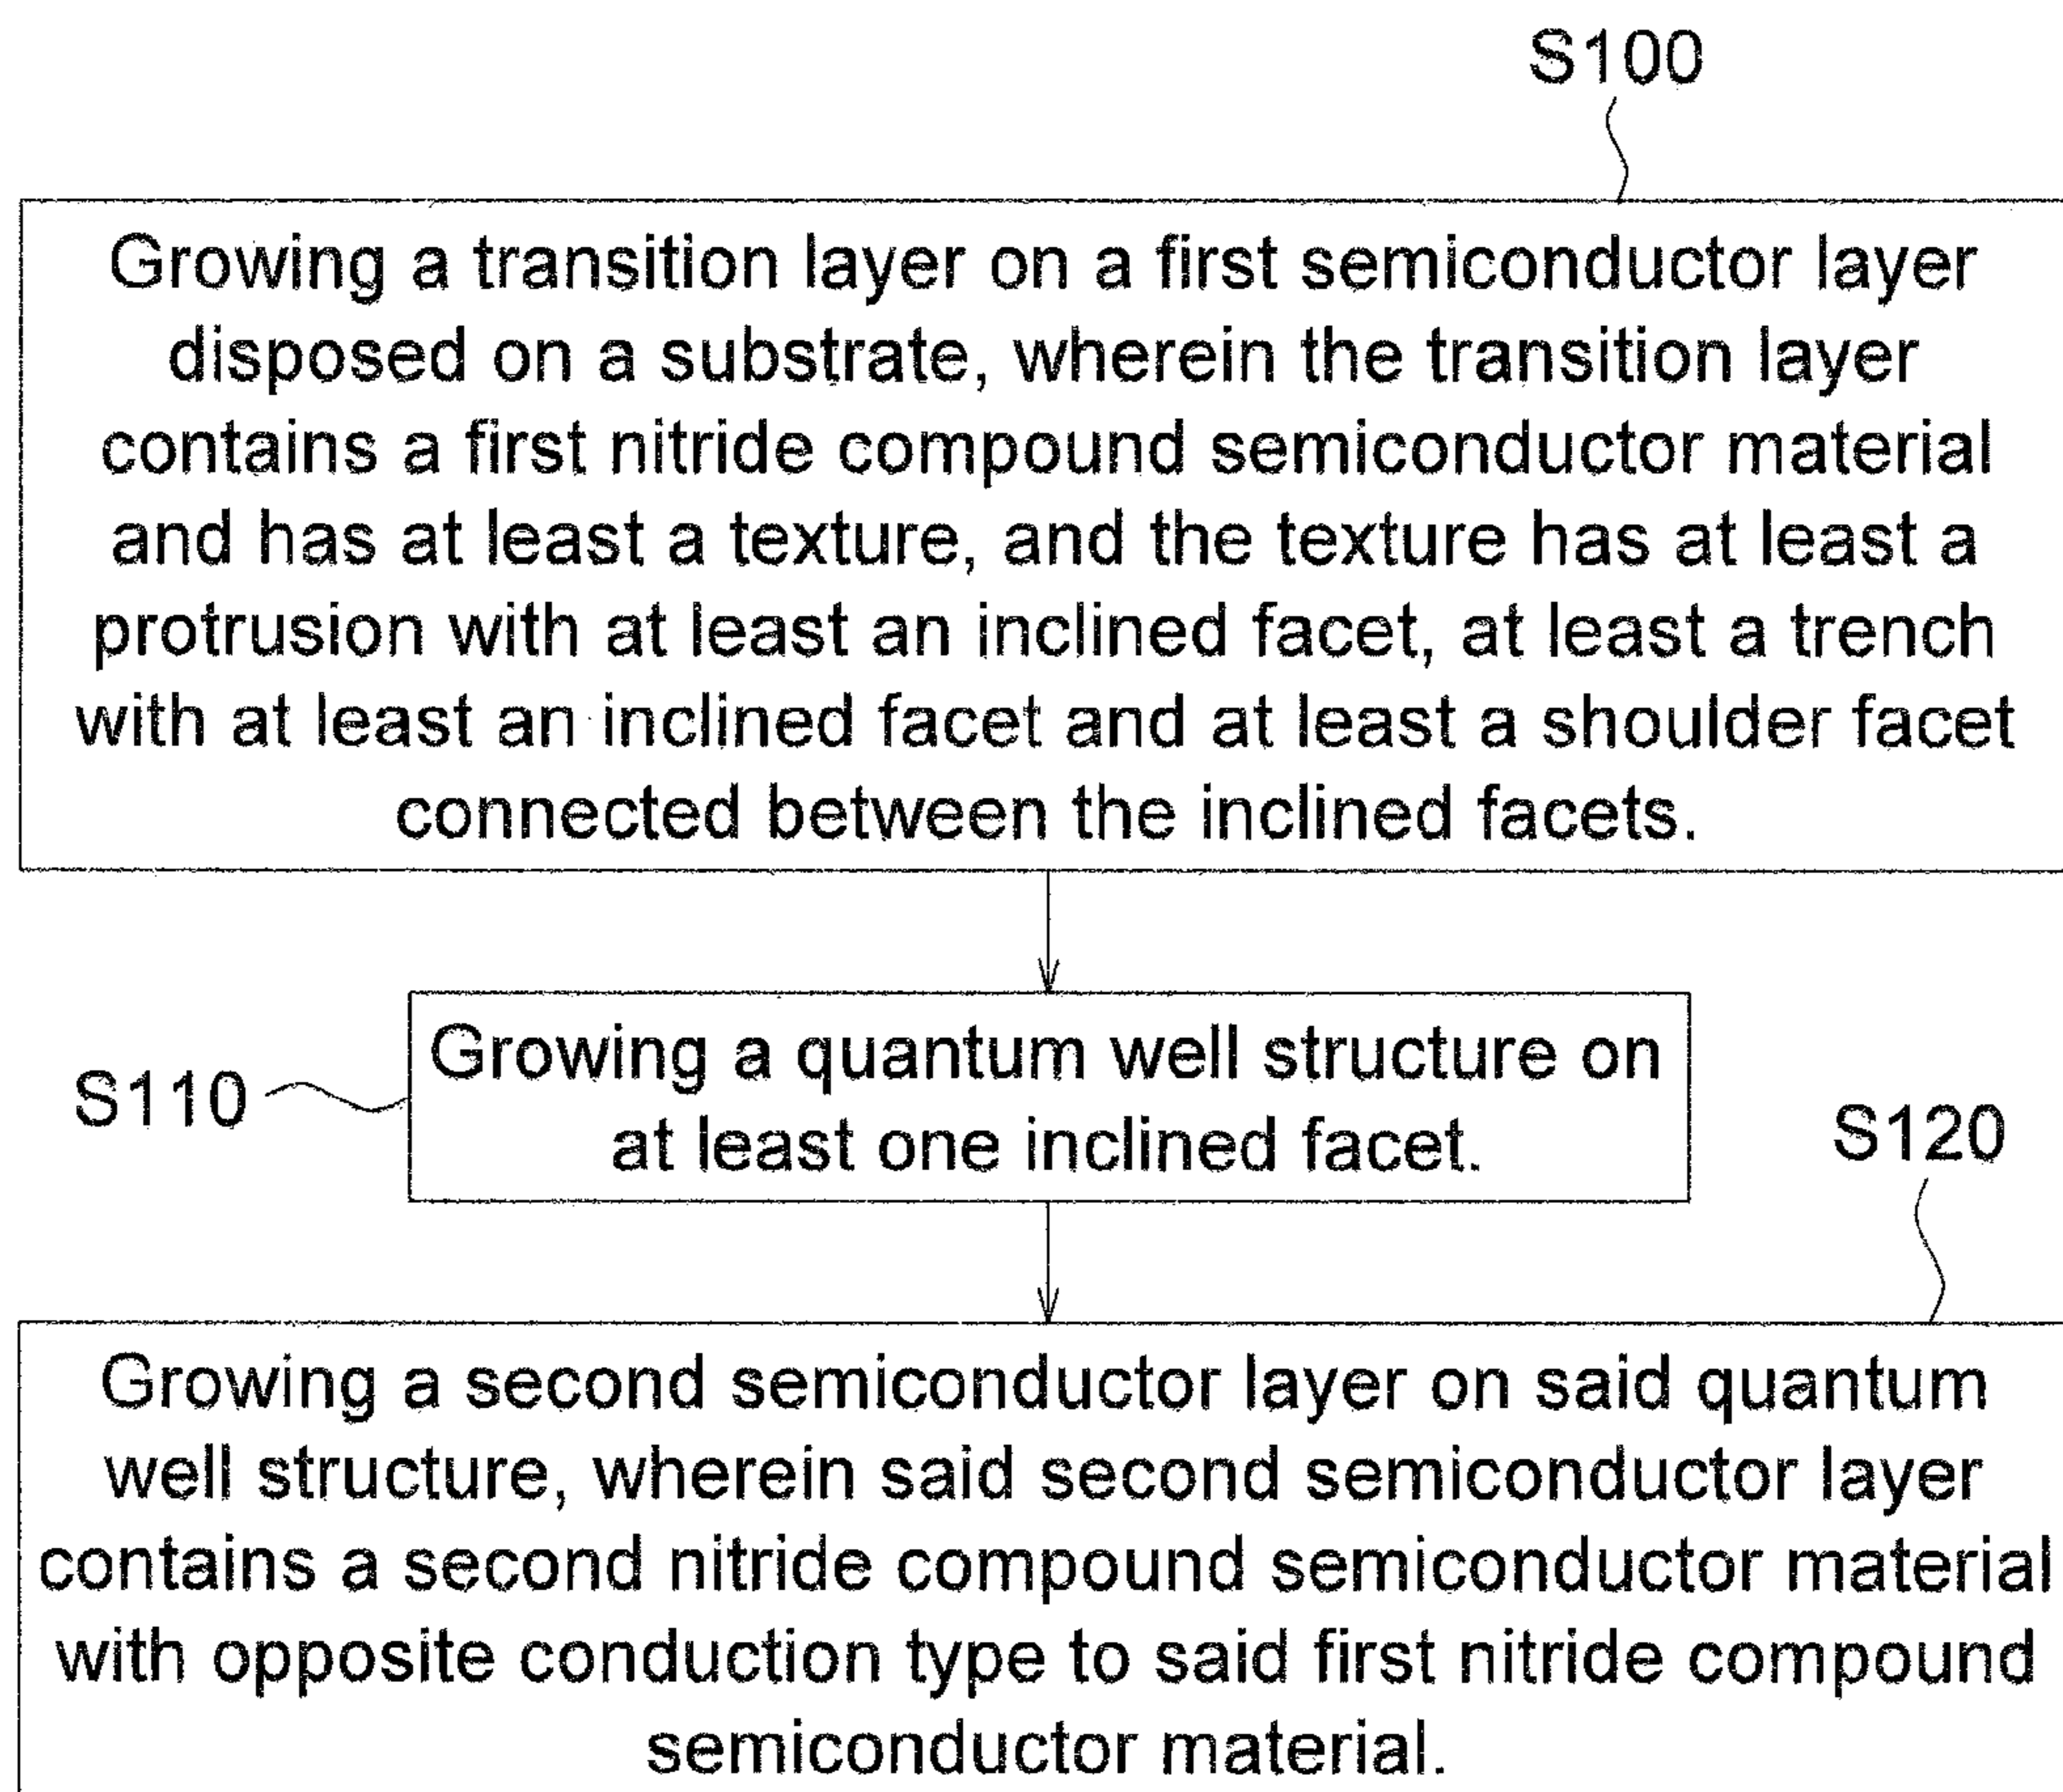 S100
Growing a transition layer on a first semiconductor layer
disposed on a substrate, wherein the transition layer
contains a first nitride compound semiconductor material
and has at least a texture, and the texture has at least a
protrusion with at least an inclined facet, at least a trench
with at least an inclined facet and at least a shoulder facet
connected between the inclined facets.
S110
Growing a quantum well structure on
at least one inclined facet.
S120
Growing a second semiconductor layer on said quantum
well structure, wherein said second semiconductor layer
contains a second nitride compound semiconductor material
with opposite conduction type to said first nitride compound
semiconductor material.